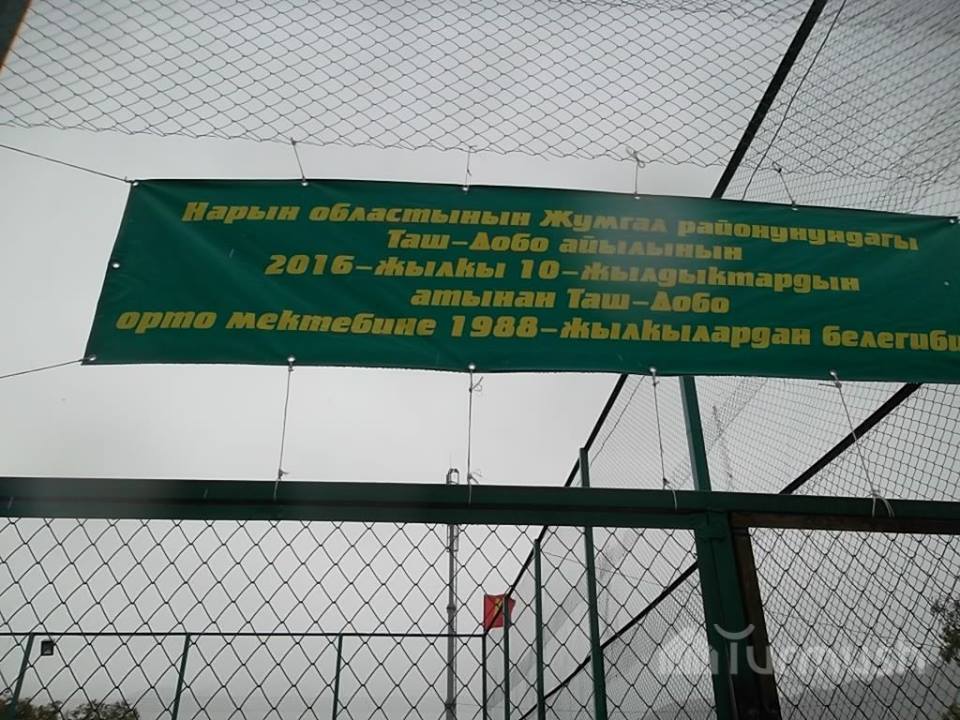 Нарын областынын Жумгал районунундагы
Таш-Добо айылынын
2016-жылкы 10-жылдыктардын
атынан Таш-Добо
орто мектебине 1988-жылкылардан белегиби
Turmush